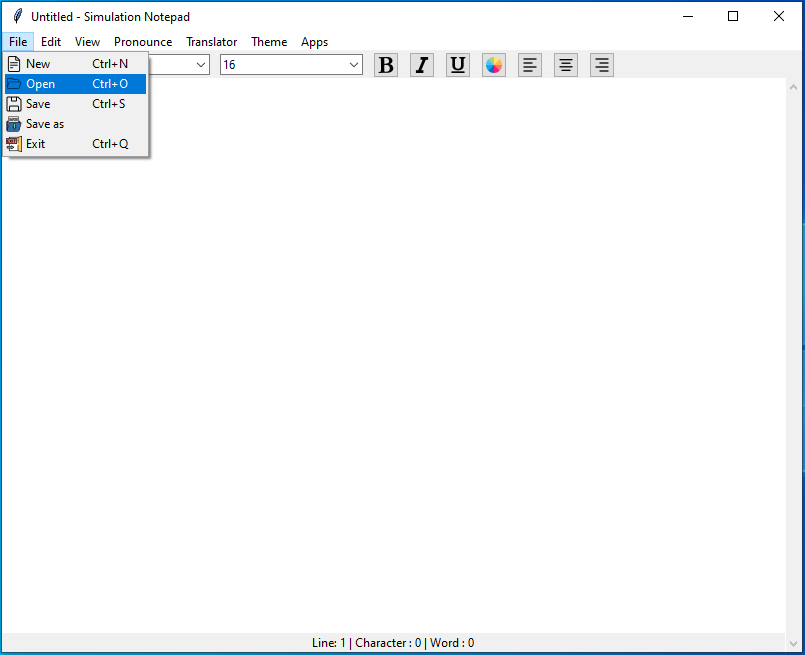 Untitled - Simulation Notepad
File Edit View Pronounce Translator Theme Apps
New Ctrl+N
16
B I U
Open Ctrl+O
Save Ctrl+S
Save as
Exit Ctrl+Q
Line: 1 | Character : 0 | Word : 0